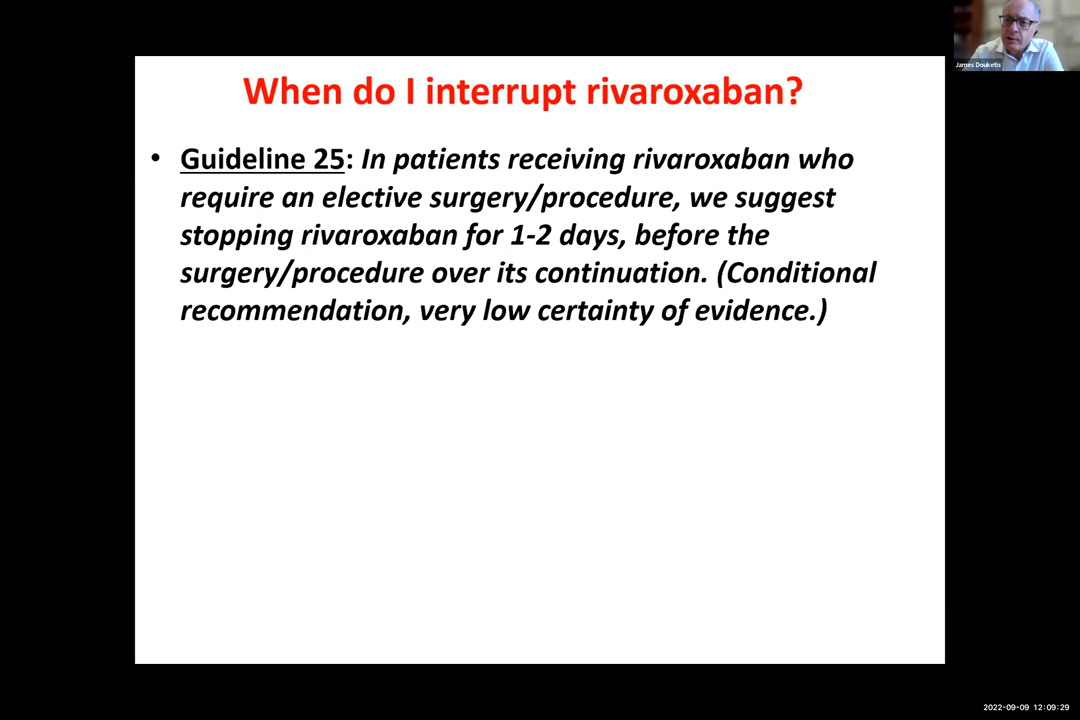 James Douketis
When do I interrupt rivaroxaban?
• Guideline 25: In patients receiving rivaroxaban who
require an elective surgery/procedure, we suggest
stopping rivaroxaban for 1-2 days, before the
surgery/procedure over its continuation. (Conditional
recommendation, very low certainty of evidence.)
2022-09-09 12:09:29